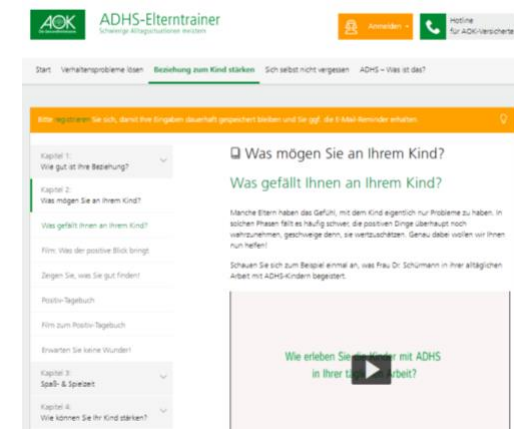 AOK
Die Gesundheitskasse.
ADHS-Elterntrainer
Schwierige Alltagssituationen meistern
Anmelden
Hotline
für AOK-Versicherte
Start Verhaltensprobleme lösen Beziehung zum Kind stärken Sich selbst nicht vergessen ADHS – Was ist das?
Bitte registrieren Sie sich, damit Ihre Eingaben dauerhaft gespeichert bleiben und Sie ggf. die E-Mail-Reminder erhalten.
Kapitel 1:
Wie gut ist Ihre Beziehung?
Kapitel 2:
Was mögen Sie an Ihrem Kind?
Was gefällt Ihnen an Ihrem Kind?
Film: Was der positive Blick bringt
Zeigen Sie, was Sie gut finden!
Positiv-Tagebuch
Film zum Positiv-Tagebuch
Erwarten Sie keine Wunder!
Kapitel 3:
Spaß- & Spielzeit
Kapitel 4:
Wie können Sie Ihr Kind stärken?
Was mögen Sie an Ihrem Kind?
Was gefällt Ihnen an Ihrem Kind?
Manche Eltern haben das Gefühl, mit dem Kind eigentlich nur Probleme zu haben. In
solchen Phasen fällt es häufig schwer, die positiven Dinge überhaupt noch
wahrzunehmen, geschweige denn, sie wertzuschätzen. Genau dabei wollen wir Ihnen
nun helfen!
Schauen Sie sich zum Beispiel einmal an, was Frau Dr. Schürmann in ihrer alltäglichen
Arbeit mit ADHS-Kindern begeistert.
Wie erleben Sie die Kinder mit ADHS
in Ihrer Arbeit?